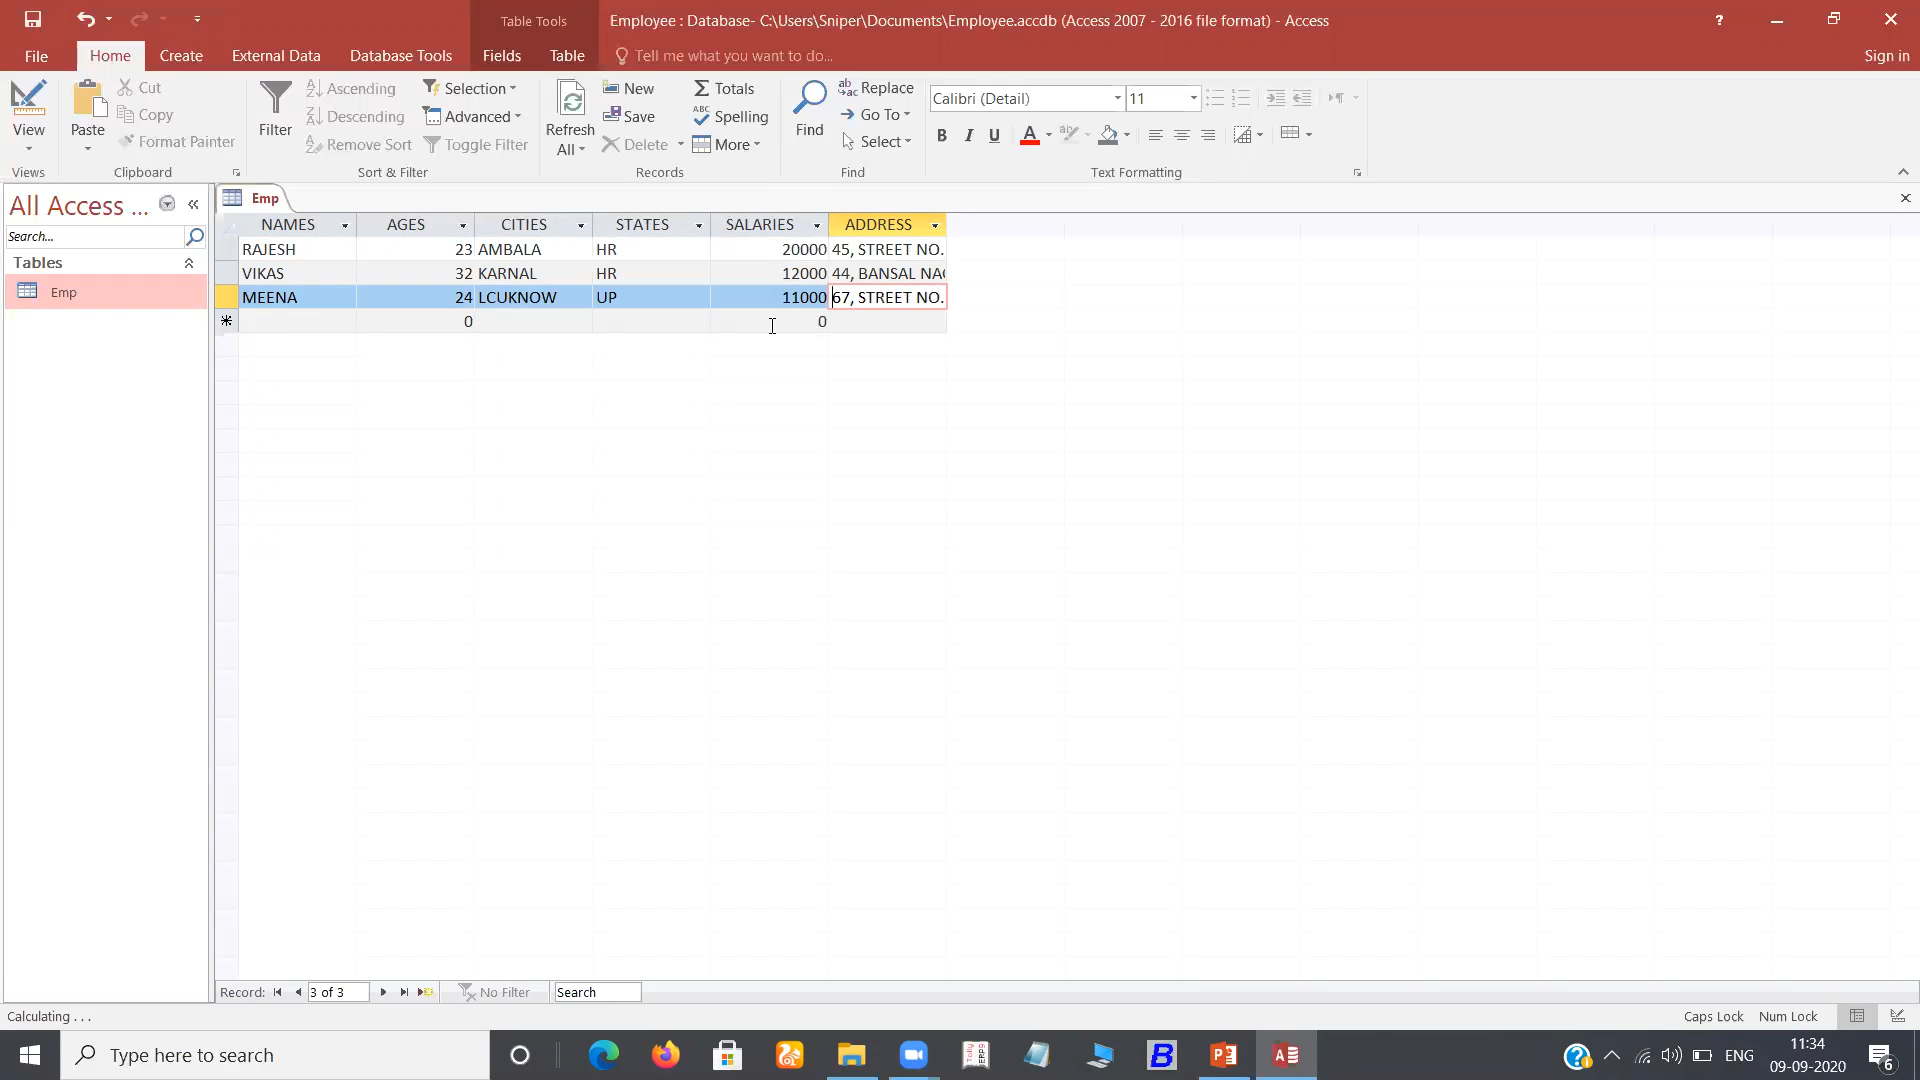 Table Tools
Employee : Database- C:\Users\Sniper\Documents\Employee.accdb (Access 2007 - 2016 file format) - Access
?
File Home Create External Data Database Tools Fields Table Tell me what you want to do... Sign in
View
Views
Paste
Cut
Copy
Format Painter
Clipboard
Filter
Ascending
Descending
Remove Sort
Selection
Advanced
Toggle Filter
Sort & Filter
Refresh
All
New
Save
Delete
Totals
Spelling
More
Records
Find
Replace
Go To
Select
Find
Calibri (Detail) 11
B I U A
Text Formatting
All Access ...
Search...
Tables
Emp
Emp
NAMES AGES CITIES STATES SALARIES ADDRESS
RAJESH 23 AMBALA HR 20000 45, STREET NO.
VIKAS 32 KARNAL HR 12000 44, BANSAL
MEENA 24 LCUKNOW UP 11000 67, STREET NO.
* 0 0
Record: 3 of 3 No Filter Search
Calculating . . .
Caps Lock Num Lock
Type here to search
Tally
ERP 9
B
ENG
11:34
09-09-2020
6